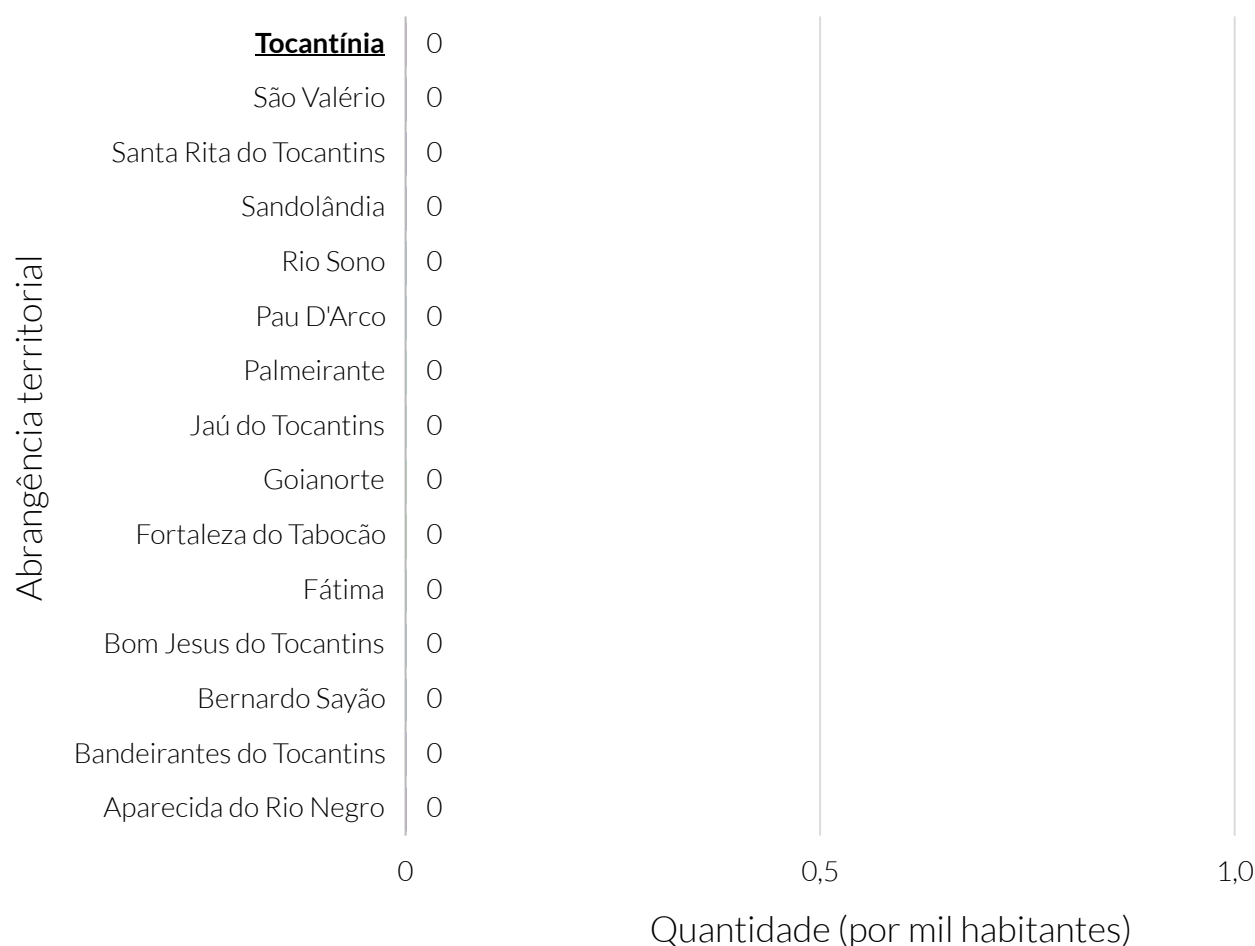 Abrangência territorial
Tocantínia 0
São Valério 0
Santa Rita do Tocantins 0
Sandolândia 0
Rio Sono 0
Pau D'Arco 0
Palmeirante 0
Jaú do Tocantins 0
Goianorte 0
Fortaleza do Tabocão 0
Fátima 0
Bom Jesus do Tocantins 0
Bernardo Sayão 0
Bandeirantes do Tocantins 0
Aparecida do Rio Negro 0
0 0,5 1,0
Quantidade (por mil habitantes)